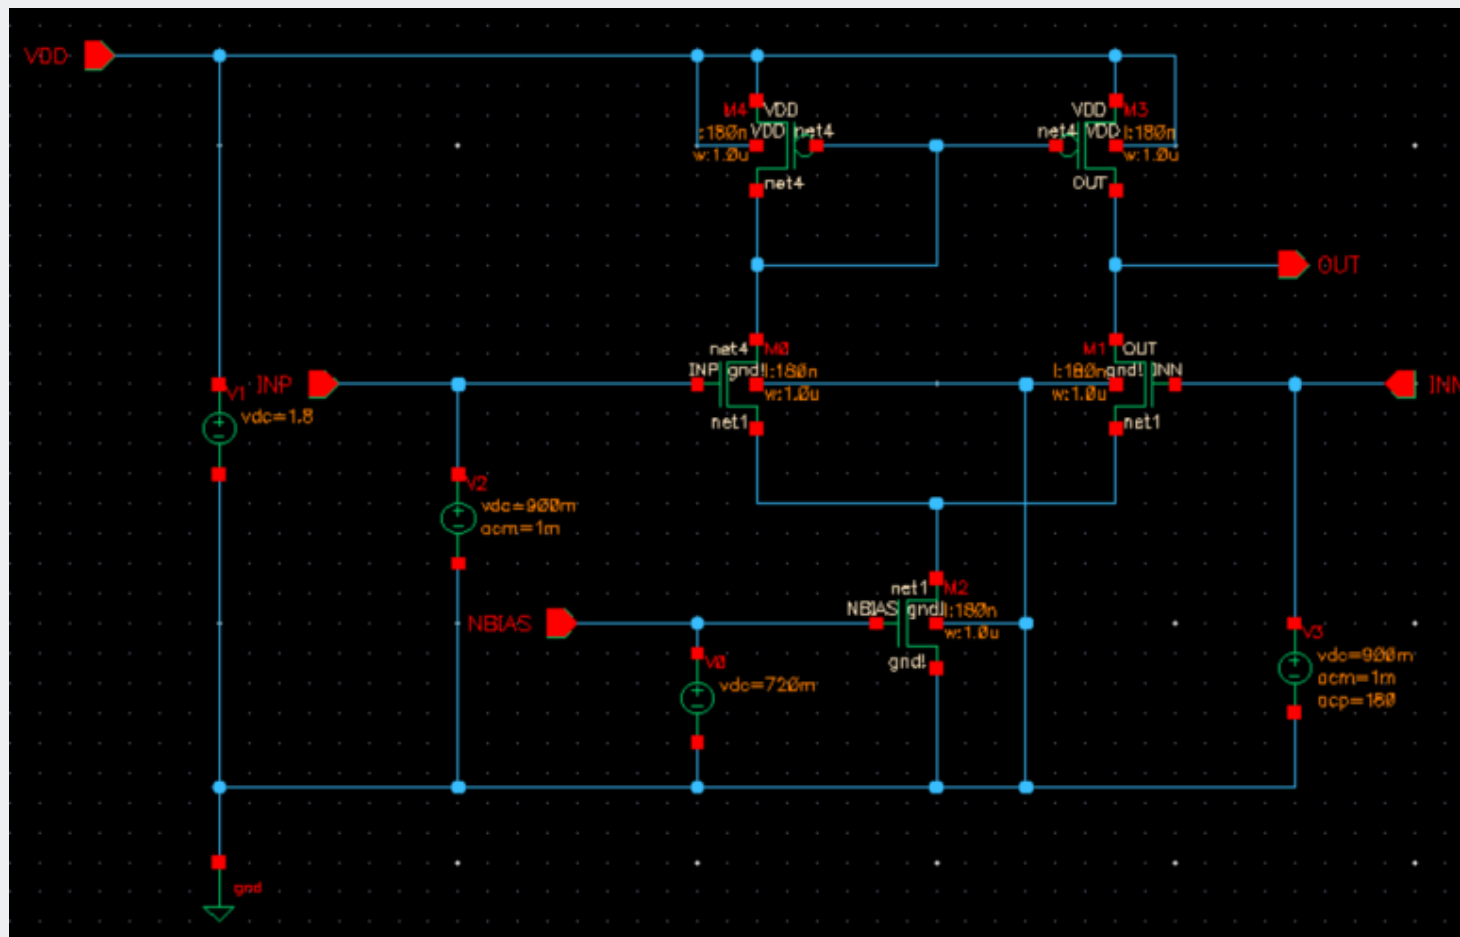 VDD
M4 VDD
VDD M3
:180n VDD net4
net4 VDD l:180n
w:1.0u
w:1.0u
net4
OUT
OUT
net4 M0
M1 OUT
INP gnd! l:180n
l:180n gnd! INN
w:1.0u
w:1.0u
net1
net1
V1 INP
INN
vdc=1.8
V2
vdc=900m
acm=1m
net1 M2
NBIAS
NBIAS gnd! l:180n
w:1.0u
gnd!
V0
vdc=720m
V3
vdc=900m
acm=1m
acp=180
gnd